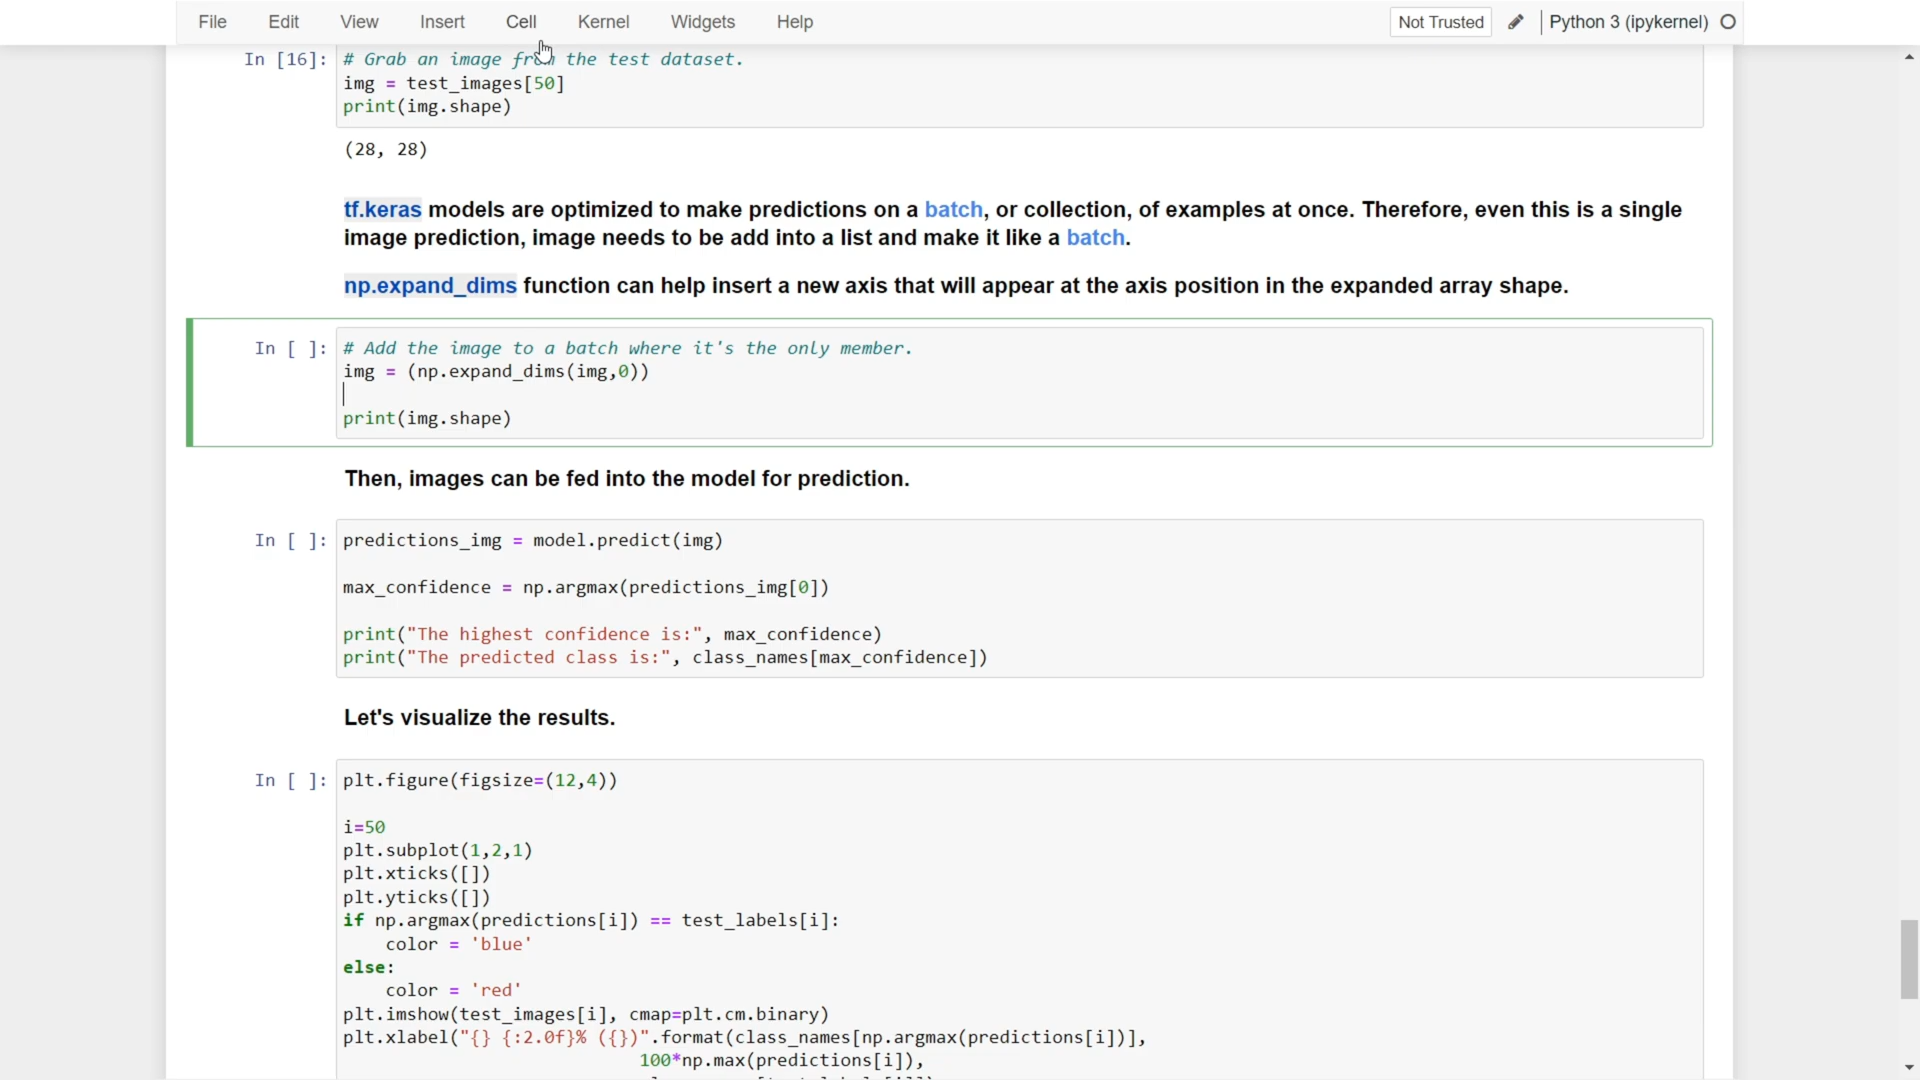 File Edit View Insert Cell Kernel Widgets Help Not Trusted Python 3 (ipykernel)
In [16]: # Grab an image from the test dataset.
img = test_images[50]
print(img.shape)
(28, 28)
tf.keras models are optimized to make predictions on a batch, or collection, of examples at once. Therefore, even this is a single
image prediction, image needs to be add into a list and make it like a batch.
np.expand_dims function can help insert a new axis that will appear at the axis position in the expanded array shape.
In [ ]: # Add the image to a batch where it's the only member.
img = (np.expand_dims(img,0))
print(img.shape)
Then, images can be fed into the model for prediction.
In [ ]: predictions_img = model.predict(img)
max_confidence = np.argmax(predictions_img[0])
print("The highest confidence is:", max_confidence)
print("The predicted class is:", class_names[max_confidence])
Let's visualize the results.
In [ ]: plt.figure(figsize=(12,4))
i=50
plt.subplot(1,2,1)
plt.xticks([])
plt.yticks([])
if np.argmax(predictions[i]) == test_labels[i]:
color = 'blue'
else:
color = 'red'
plt.imshow(test_images[i], cmap=plt.cm.binary)
plt.xlabel("{} {:2.0f}% ({})".format(class_names[np.argmax(predictions[i])],
100*np.max(predictions[i]),